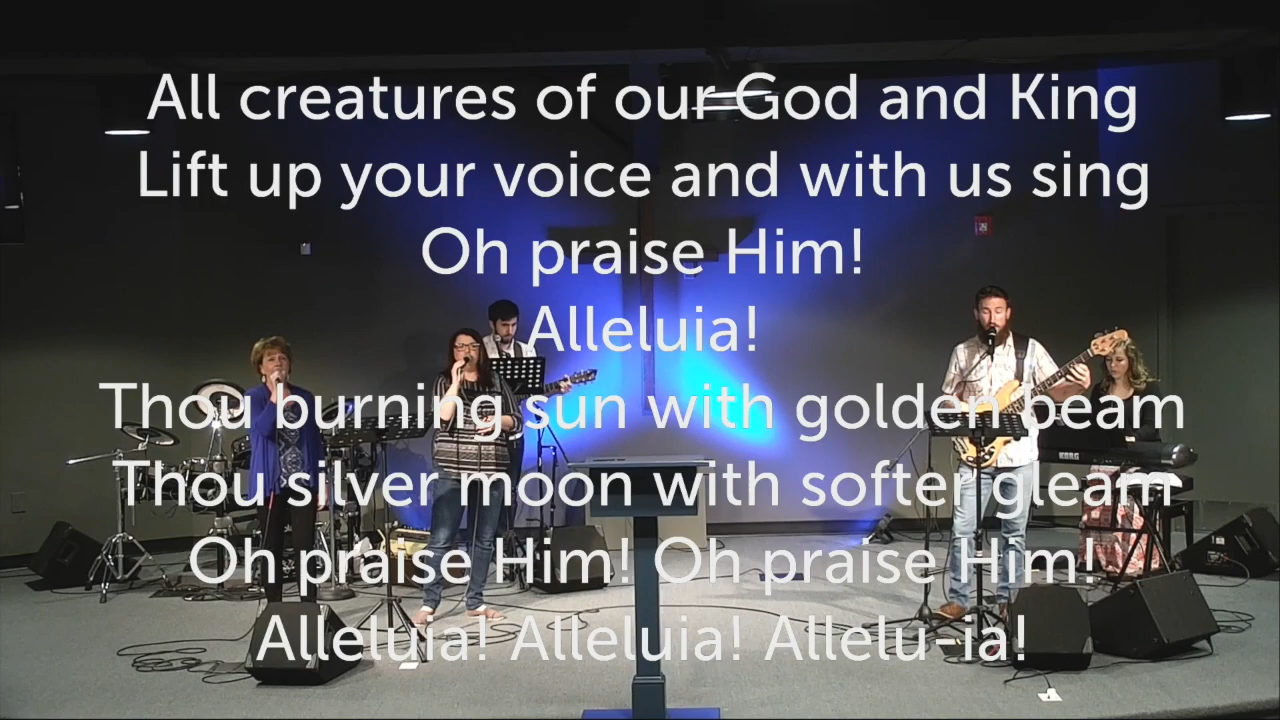 All creatures of our God and King
Lift up your voice and with us sing
Oh praise Him!
Alleluia!
Thou burning sun with golden beam
Thou silver moon with softer gleam
Oh praise Him! Oh praise Him!
Alleluia! Alleluia! Allelu-ia!
KORG